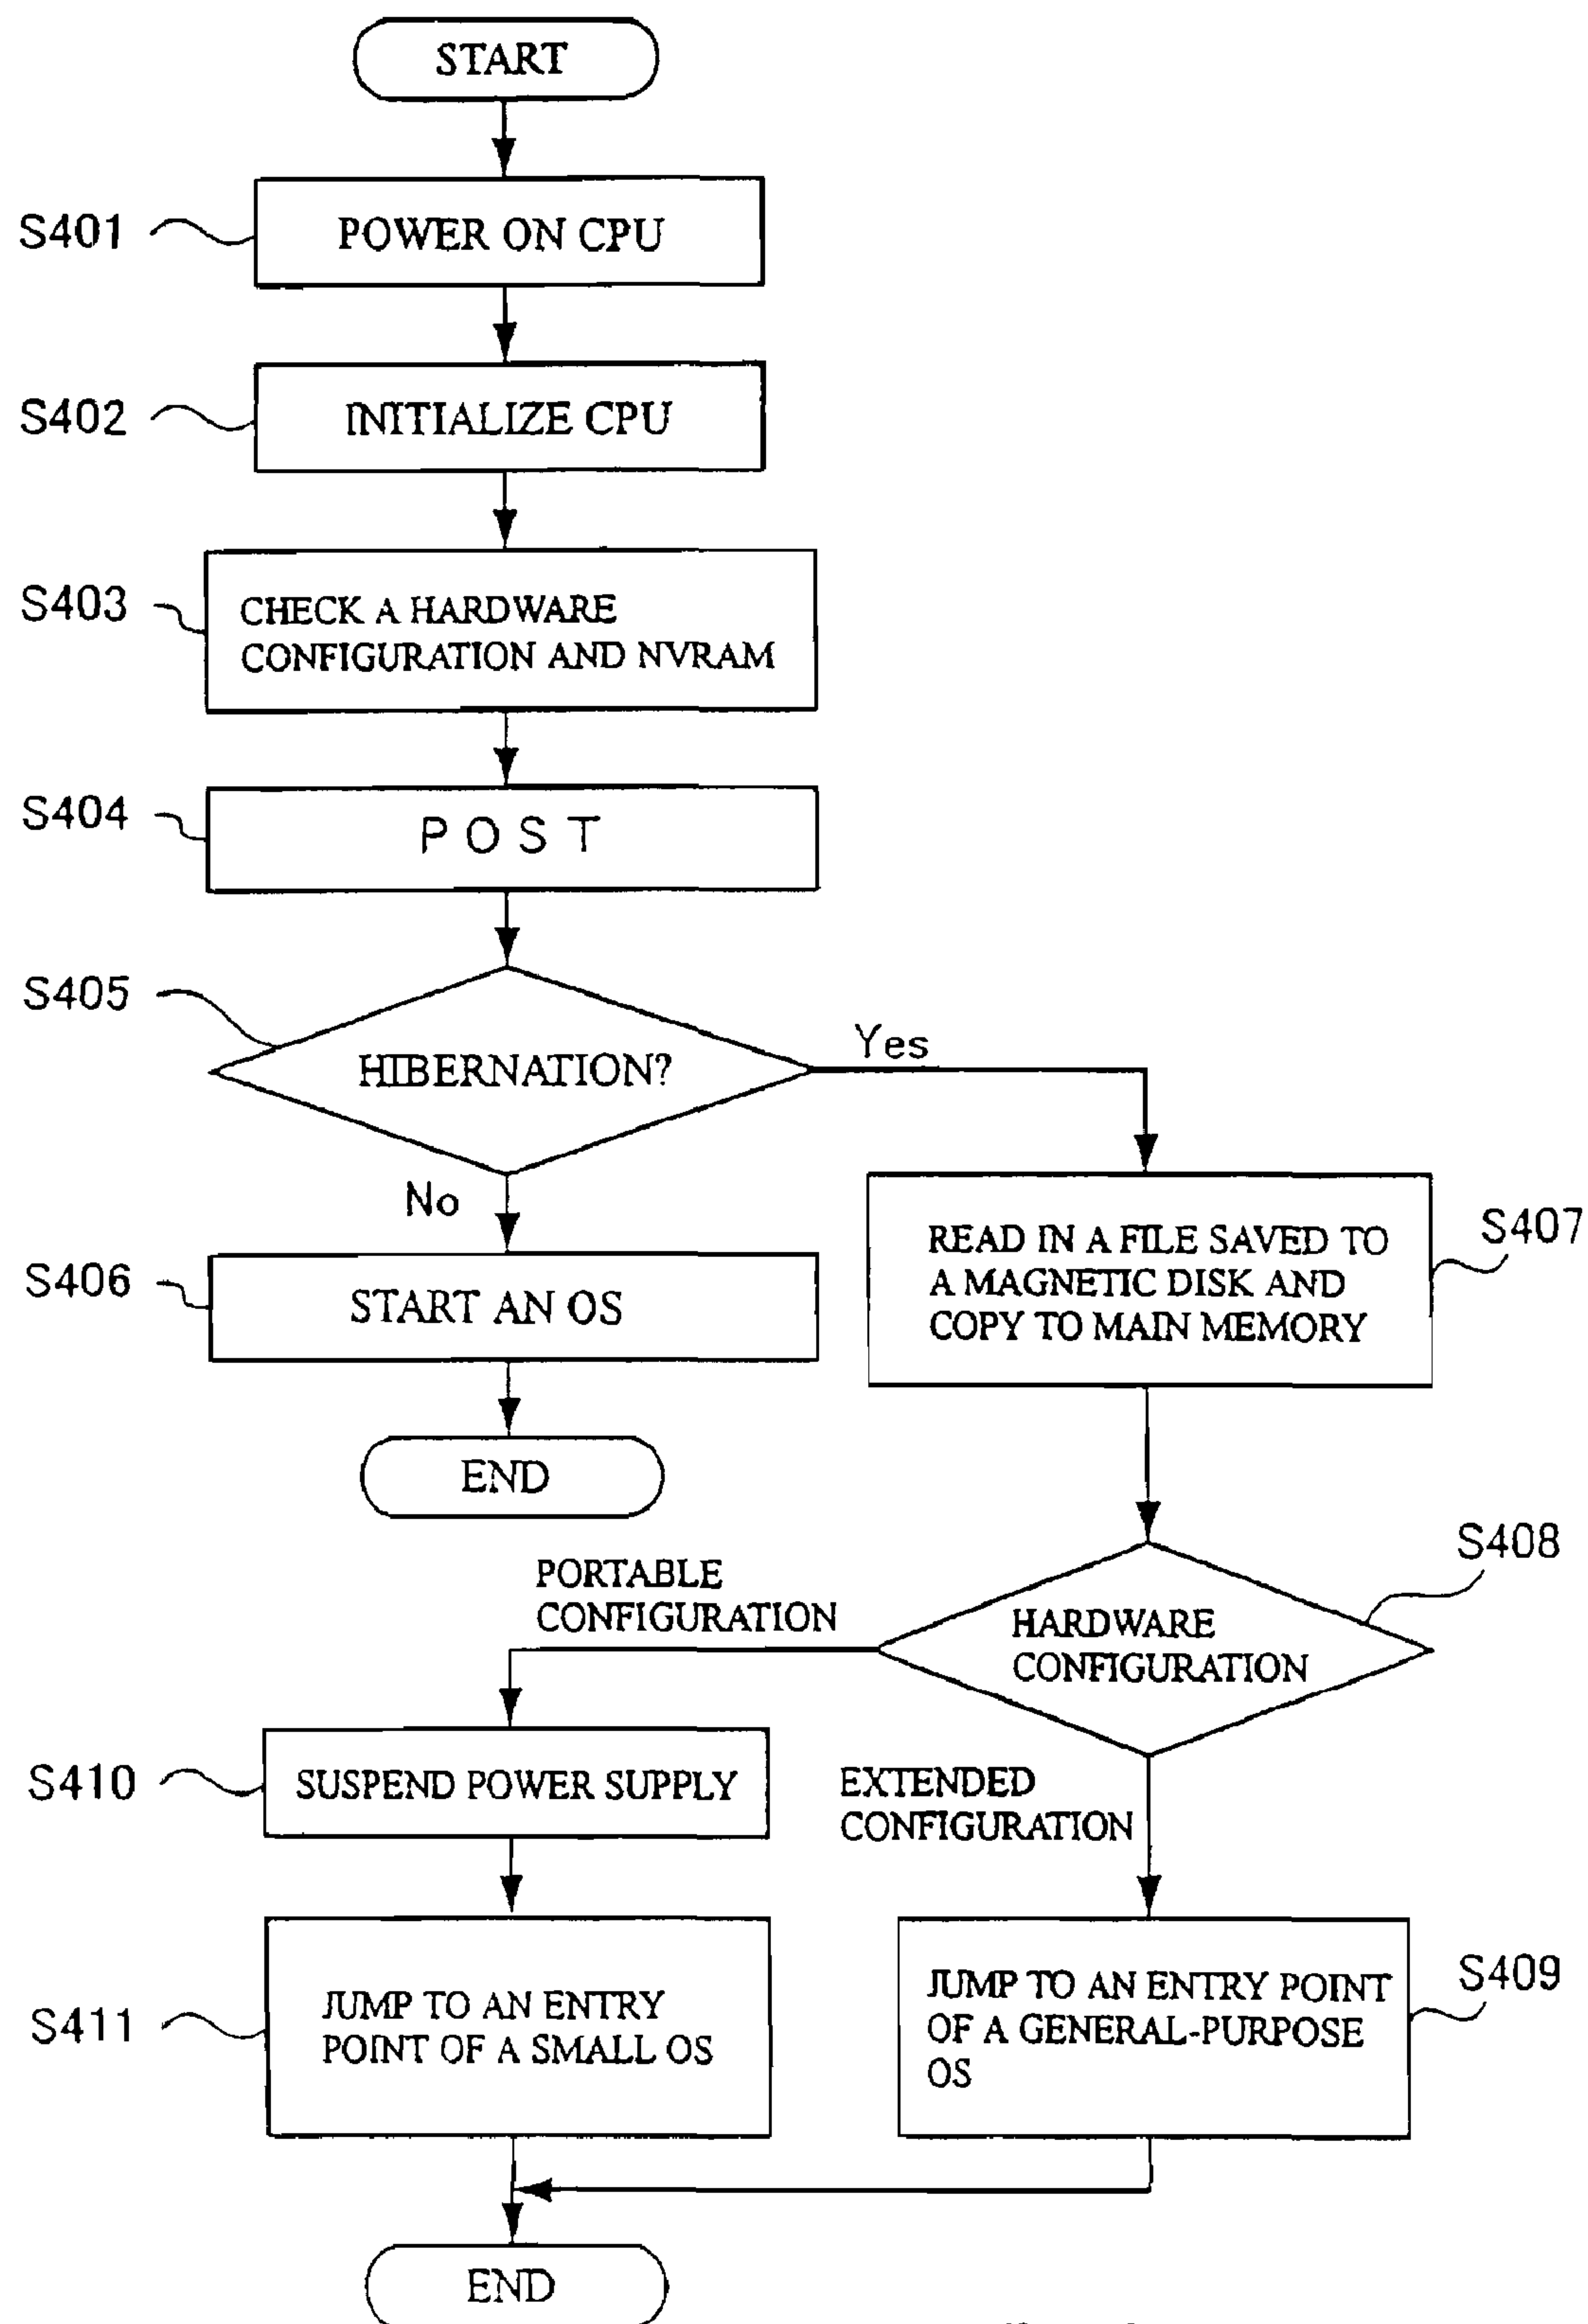 START
S401
POWER ON CPU
S402
INITIALIZE CPU
S403
CHECK A HARDWARE
CONFIGURATION AND NVRAM
S404
POST
S405
HIBERNATION?
Yes
No
S406
START AN OS
END
READ IN A FILE SAVED TO
A MAGNETIC DISK AND
COPY TO MAIN MEMORY
S407
S408
HARDWARE
CONFIGURATION
PORTABLE
CONFIGURATION
S410
SUSPEND POWER SUPPLY
EXTENDED
CONFIGURATION
S411
JUMP TO AN ENTRY
POINT OF A SMALL OS
JUMP TO AN ENTRY POINT
OF A GENERAL-PURPOSE
OS
S409
END